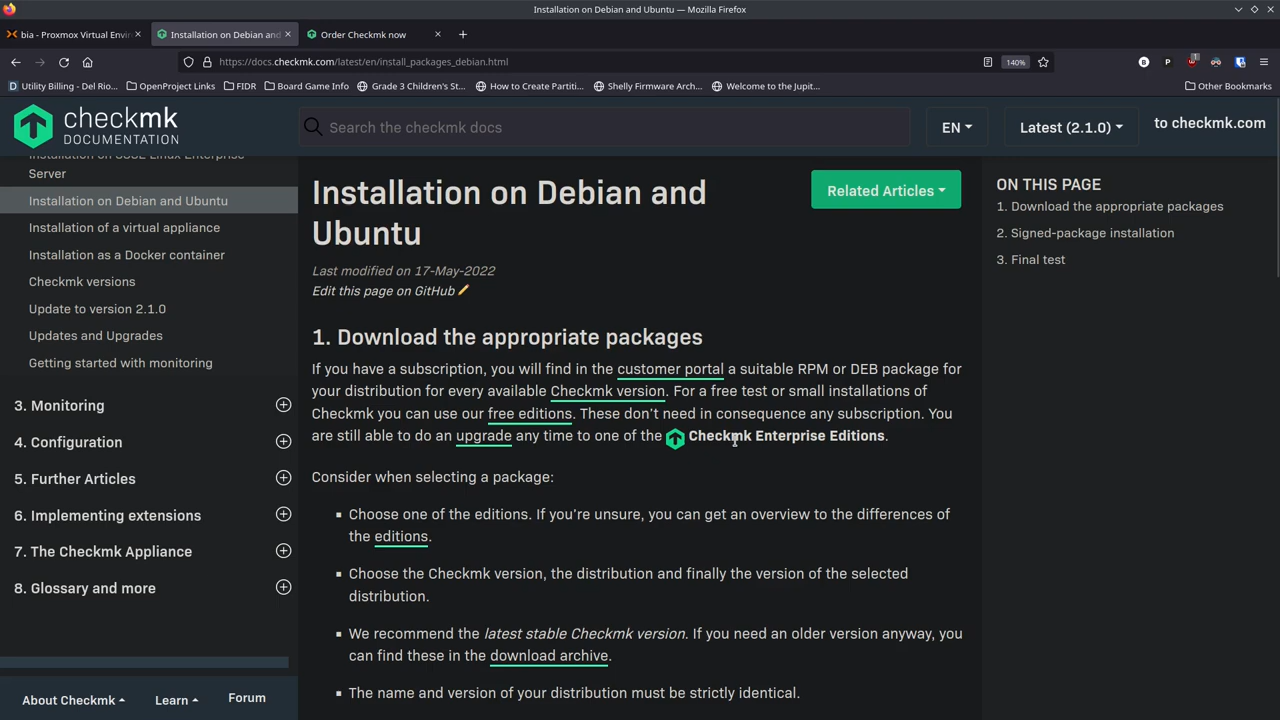 Installation on Debian and Ubuntu — Mozilla Firefox
bia - Proxmox Virtual Envir
Installation on Debian and
Order Checkmk now
https://docs.checkmk.com/latest/en/install_packages_debian.html
140%
Utility Billing - Del Rio...
OpenProject Links
FIDR
Board Game Info
Grade 3 Children's St...
How to Create Partiti...
Shelly Firmware Arch...
Welcome to the Jupit...
Other Bookmarks
checkmk
DOCUMENTATION
Search the checkmk docs
EN
Latest (2.1.0)
to checkmk.com
Installation on SUSE Linux Enterprise
Server
Installation on Debian and Ubuntu
Installation of a virtual appliance
Installation as a Docker container
Checkmk versions
Update to version 2.1.0
Updates and Upgrades
Getting started with monitoring
3. Monitoring
4. Configuration
5. Further Articles
6. Implementing extensions
7. The Checkmk Appliance
8. Glossary and more
About Checkmk
Learn
Forum
Installation on Debian and
Ubuntu
Related Articles
Last modified on 17-May-2022
Edit this page on GitHub
1. Download the appropriate packages
If you have a subscription, you will find in the customer portal a suitable RPM or DEB package for
your distribution for every available Checkmk version. For a free test or small installations of
Checkmk you can use our free editions. These don't need in consequence any subscription. You
are still able to do an upgrade any time to one of the Checkmk Enterprise Editions.
Consider when selecting a package:
▪ Choose one of the editions. If you're unsure, you can get an overview to the differences of
the editions.
▪ Choose the Checkmk version, the distribution and finally the version of the selected
distribution.
▪ We recommend the latest stable Checkmk version. If you need an older version anyway, you
can find these in the download archive.
▪ The name and version of your distribution must be strictly identical.
ON THIS PAGE
1. Download the appropriate packages
2. Signed-package installation
3. Final test